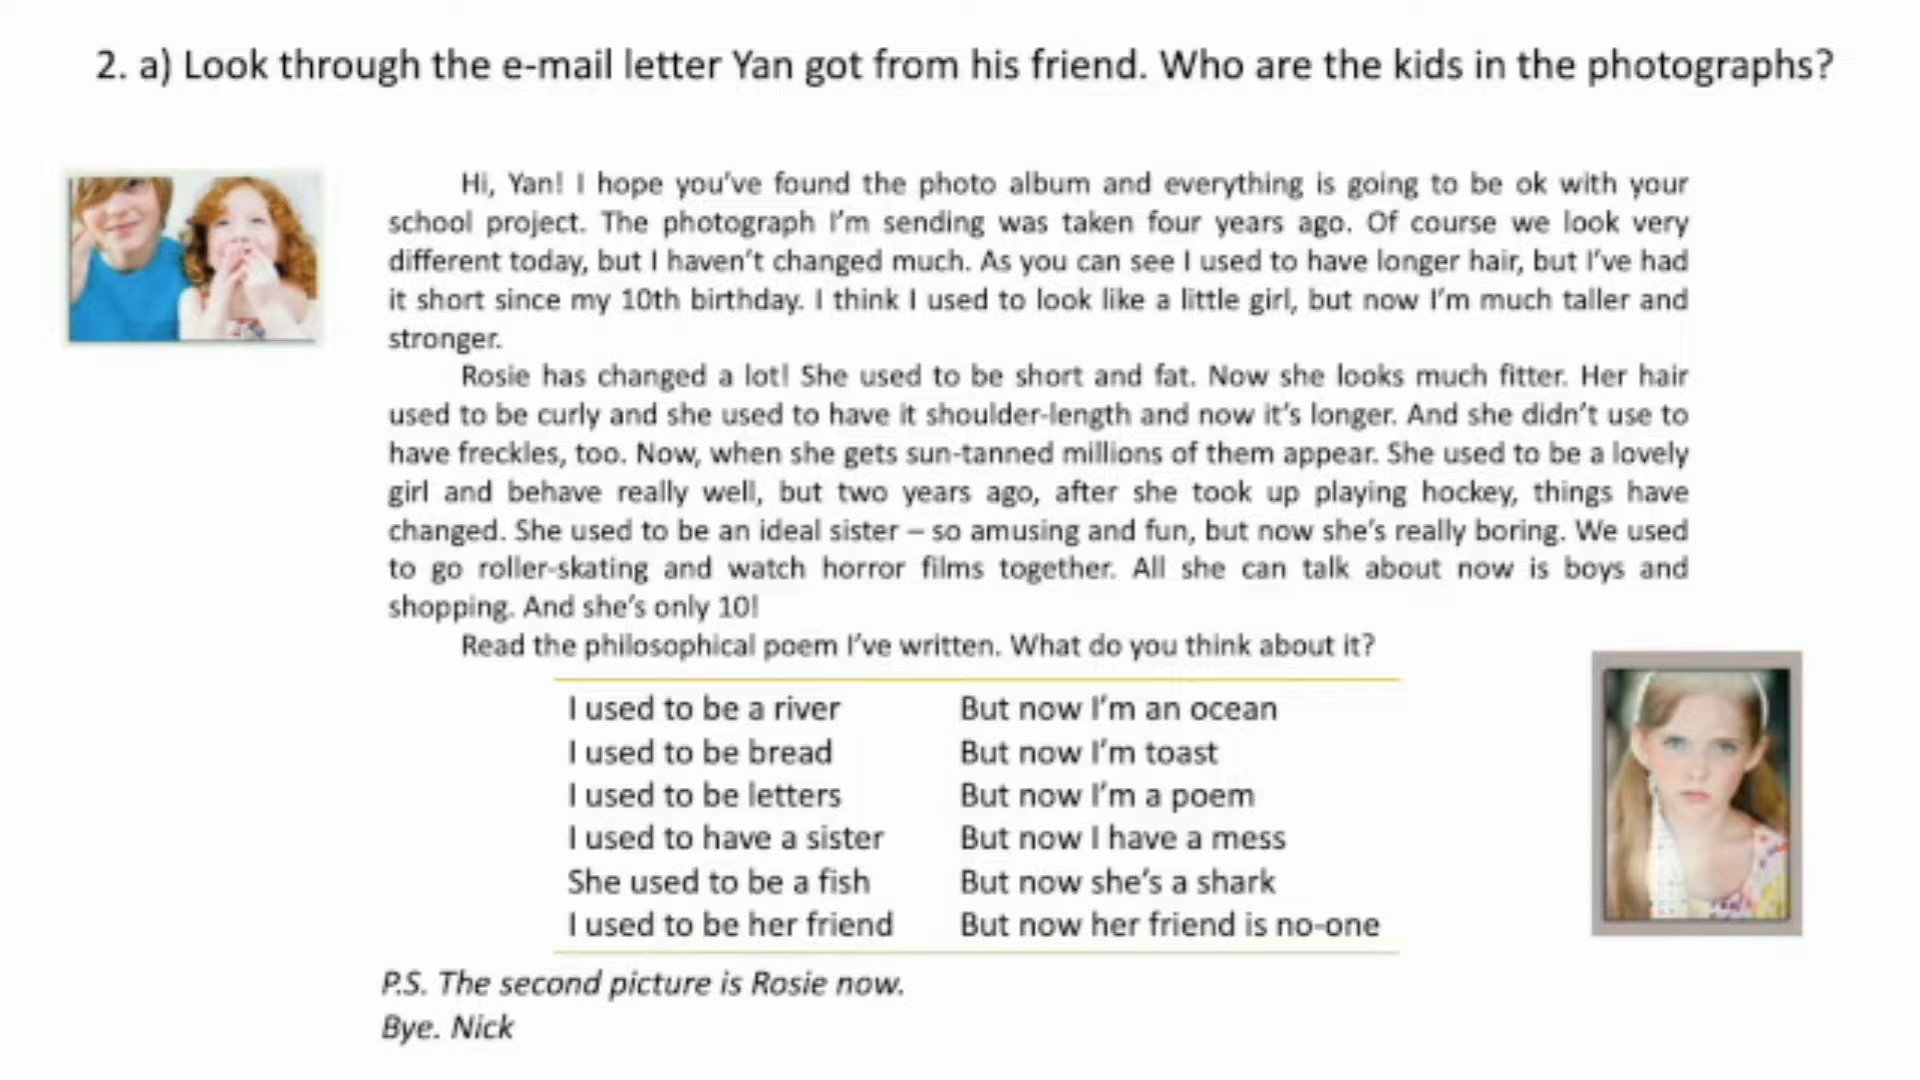 2. a) Look through the e-mail letter Yan got from his friend. Who are the kids in the photographs?
Hi, Yan! I hope you've found the photo album and everything is going to be ok with your
school project. The photograph I'm sending was taken four years ago. Of course we look very
different today, but I haven't changed much. As you can see I used to have longer hair, but I've had
it short since my 10th birthday. I think I used to look like a little girl, but now I'm much taller and
stronger.
Rosie has changed a lot! She used to be short and fat. Now she looks much fitter. Her hair
used to be curly and she used to have it shoulder-length and now it's longer. And she didn't use to
have freckles, too. Now, when she gets sun-tanned millions of them appear. She used to be a lovely
girl and behave really well, but two years ago, after she took up playing hockey, things have
changed. She used to be an ideal sister – so amusing and fun, but now she's really boring. We used
to go roller-skating and watch horror films together. All she can talk about now is boys and
shopping. And she's only 10!
Read the philosophical poem I've written. What do you think about it?
I used to be a river But now I'm an ocean
I used to be bread But now I'm toast
I used to be letters But now I'm a poem
I used to have a sister But now I have a mess
She used to be a fish But now she's a shark
I used to be her friend But now her friend is no-one
P.S. The second picture is Rosie now.
Bye. Nick